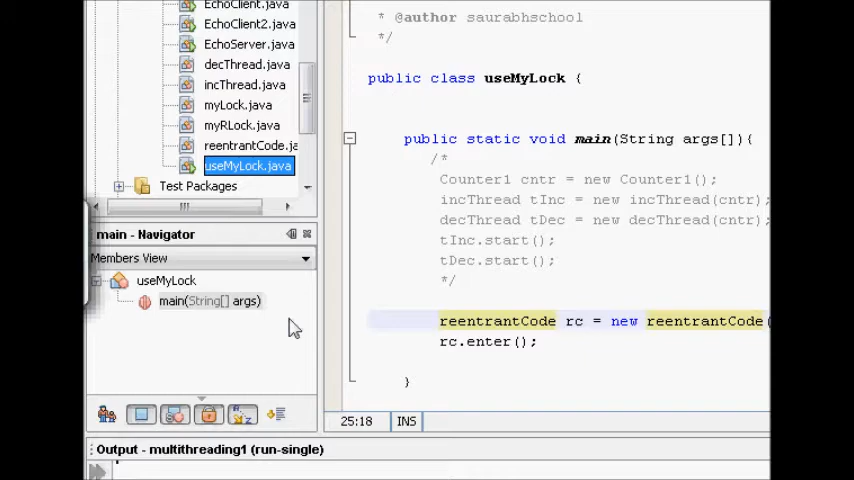 EchoClient.java
EchoClient2.java
EchoServer.java
decThread.java
incThread.java
myLock.java
myRLock.java
reentrantCode.ja
useMyLock.java
Test Packages
main - Navigator
Members View
useMyLock
main(String[] args)
* @author saurabhschool
*/
public class useMyLock {
public static void main(String args[]){
/*
Counter1 cntr = new Counter1();
incThread tInc = new incThread(cntr);
decThread tDec = new decThread(cntr);
tInc.start();
tDec.start();
*/
reentrantCode rc = new reentrantCode(
rc.enter();
}
25:18
INS
Output - multithreading1 (run-single)